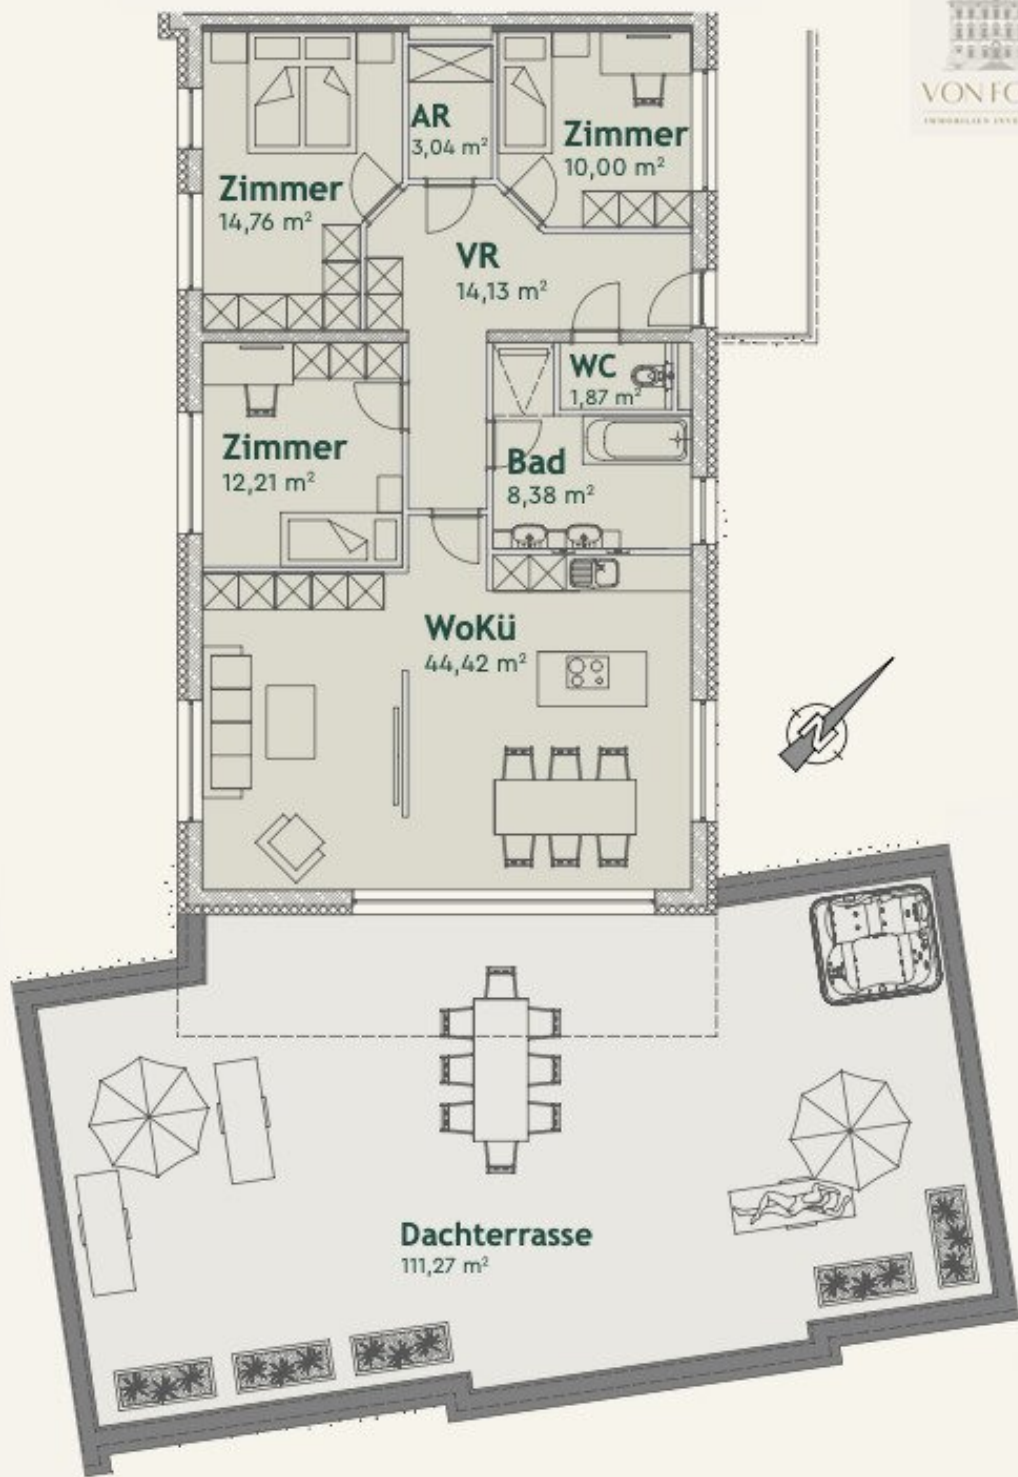 VON FO
AR
3,04 m²
Zimmer
10,00 m²
Zimmer
14,76 m²
VR
14,13 m²
WC
1,87 m²
Zimmer
12,21 m²
Bad
8,38 m²
WoKü
44,42 m²
N
Dachterrasse
111,27 m²